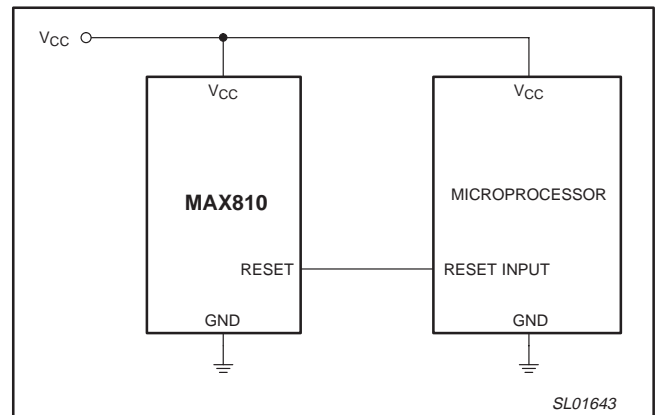 VCC
VCC
VCC
MAX810
MICROPROCESSOR
RESET
RESET INPUT
GND
GND
SL01643